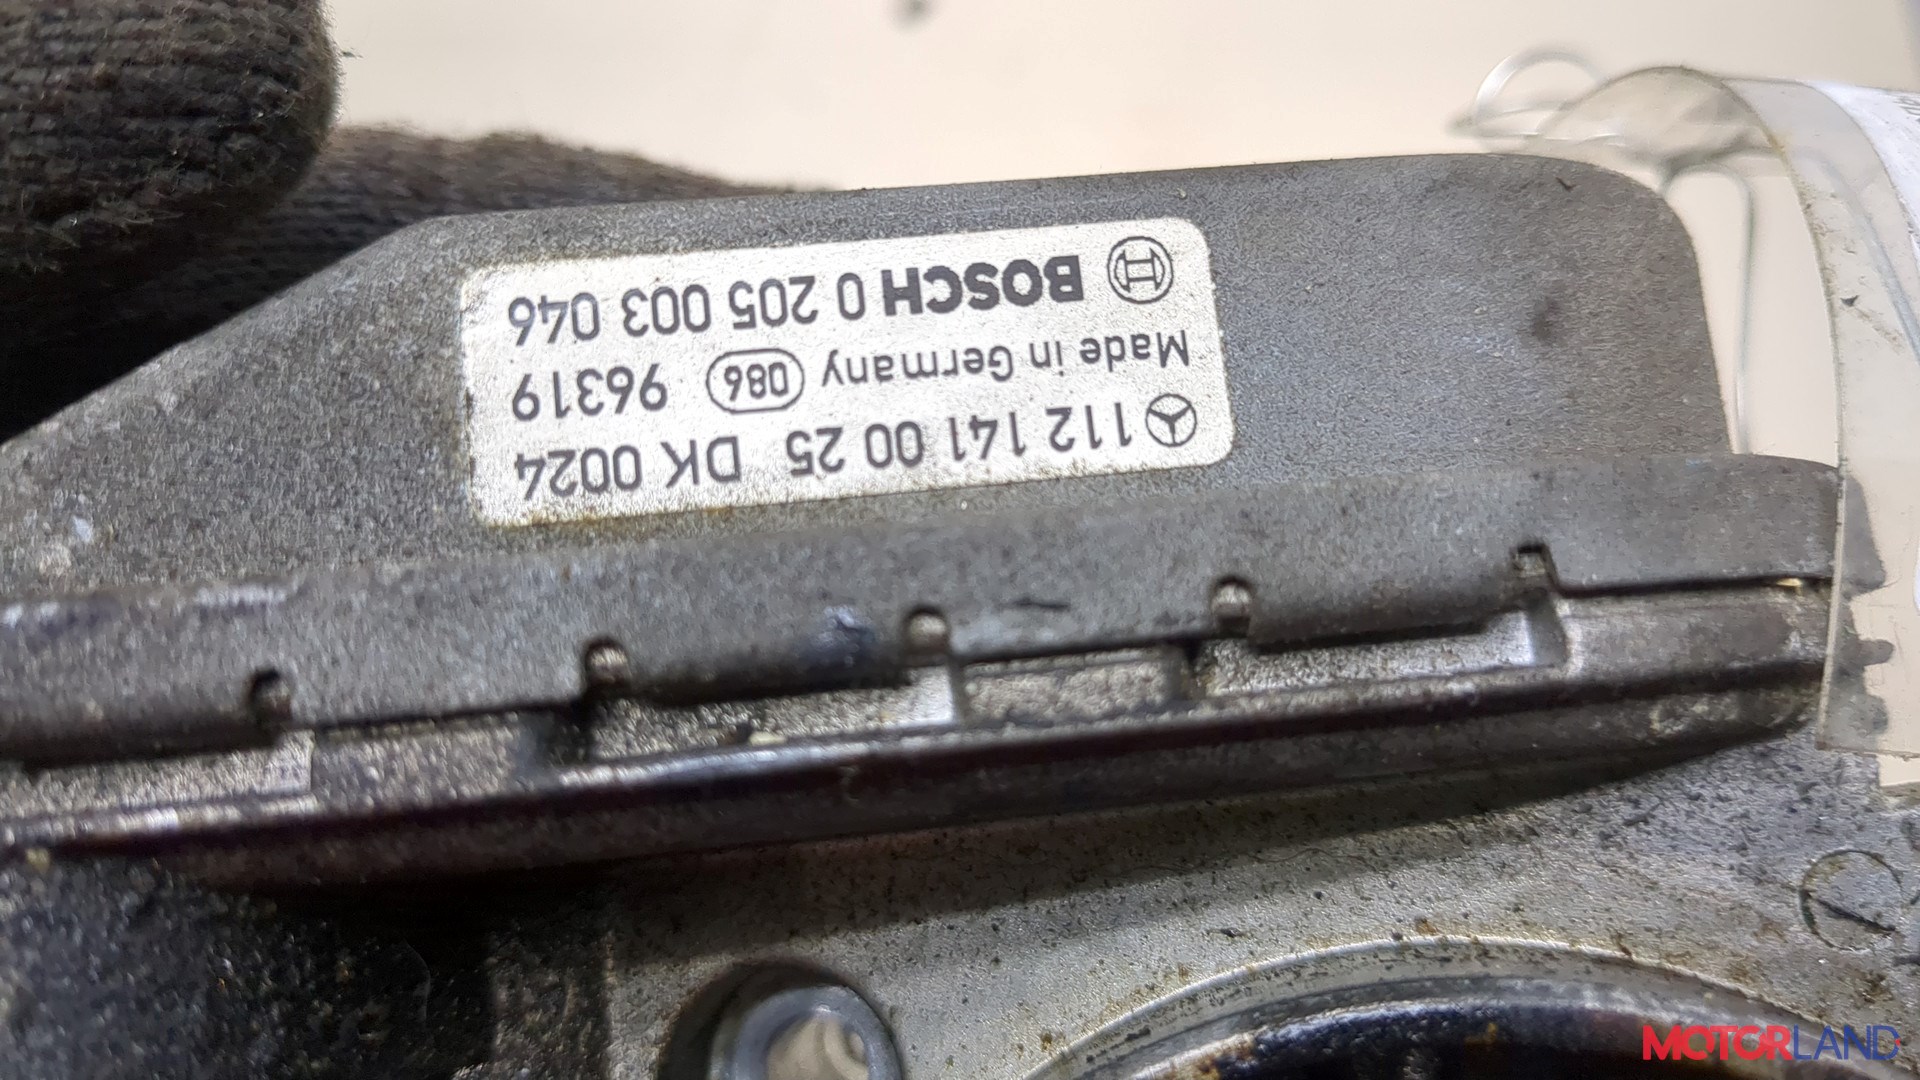 BOSCH 0 205 003 046
Made in Germany 086 96319
112 141 00 25 DK 0024
MOTORLAND